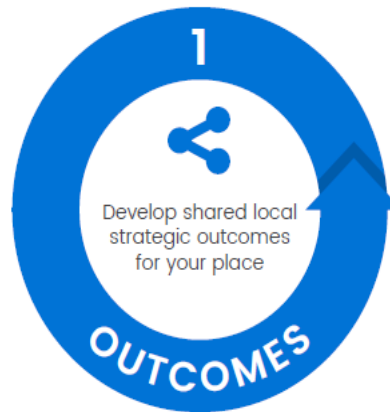 1
Develop shared local
strategic outcomes
for your place
OUTCOMES